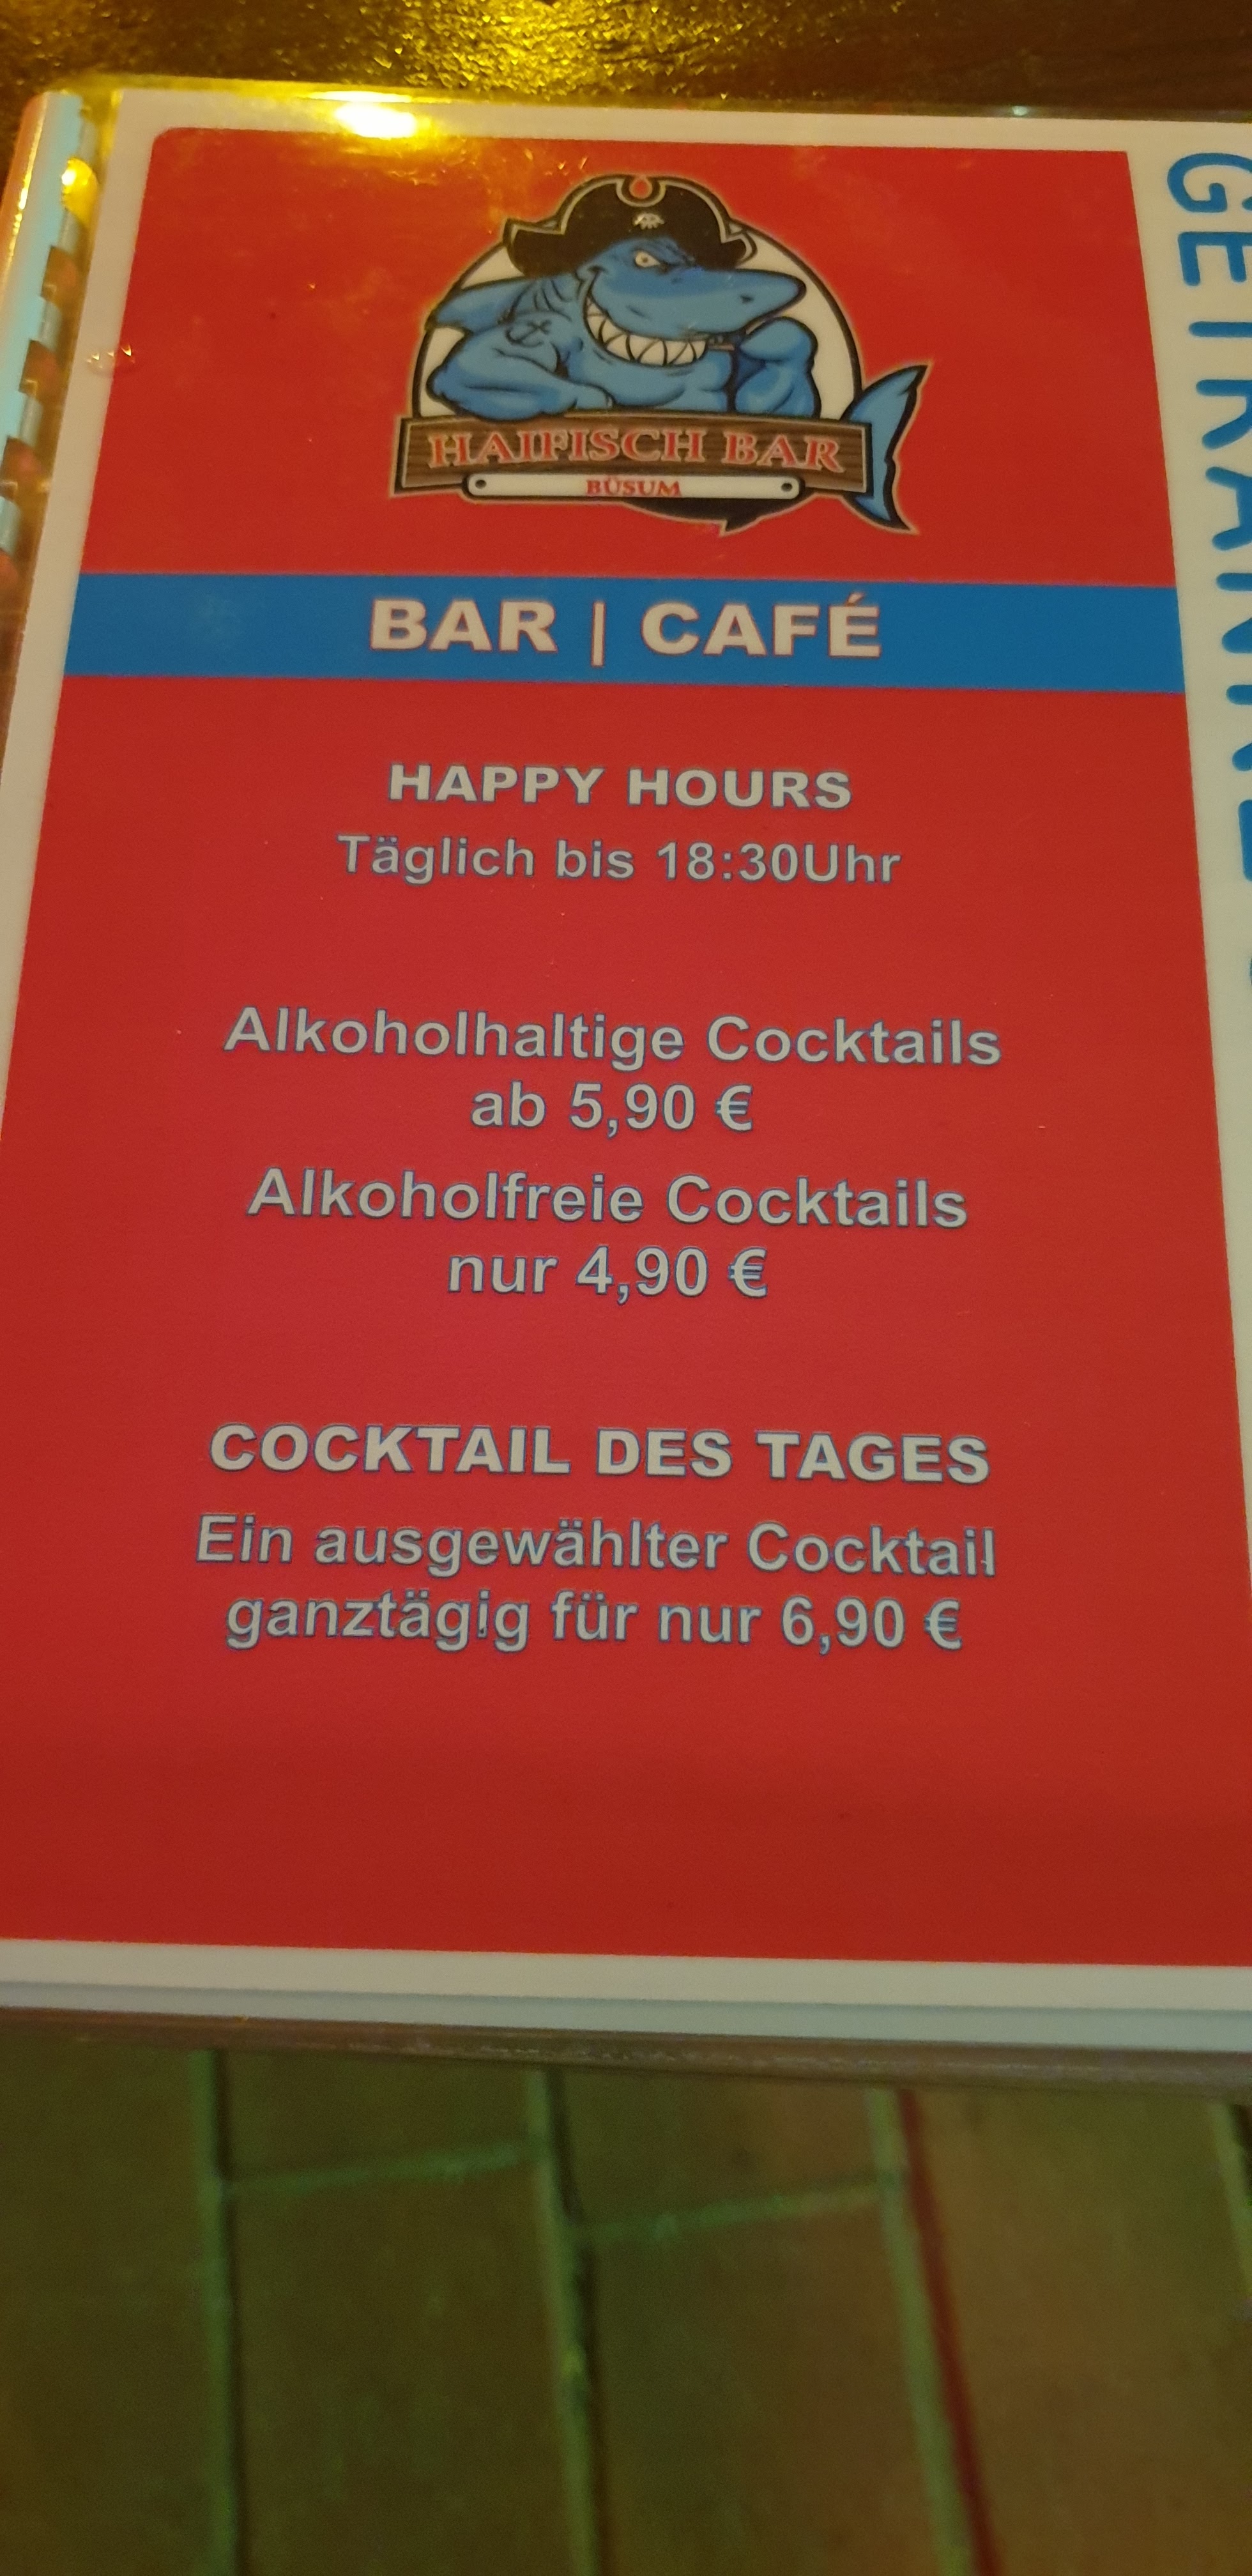 HAIFISCH BAR
BÜSUM
BAR | CAFÉ
HAPPY HOURS
Täglich bis 18:30Uhr
Alkoholhaltige Cocktails
ab 5,90 €
Alkoholfreie Cocktails
nur 4,90 €
COCKTAIL DES TAGES
Ein ausgewählter Cocktail
ganztägig für nur 6,90 €